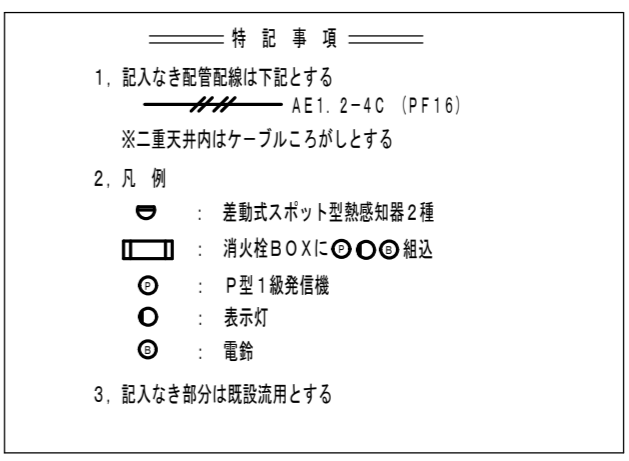 特 記 事 項
1, 記入なき配管配線は下記とする
AE1.2-4C (PF16)
※二重天井内はケーブルころがしとする
2, 凡 例
: 差動式スポット型熱感知器2種
: 消火栓BOXにⓅ◐Ⓑ組込
Ⓟ : P型1級発信機
◐ : 表示灯
Ⓑ : 電鈴
3, 記入なき部分は既設流用とする